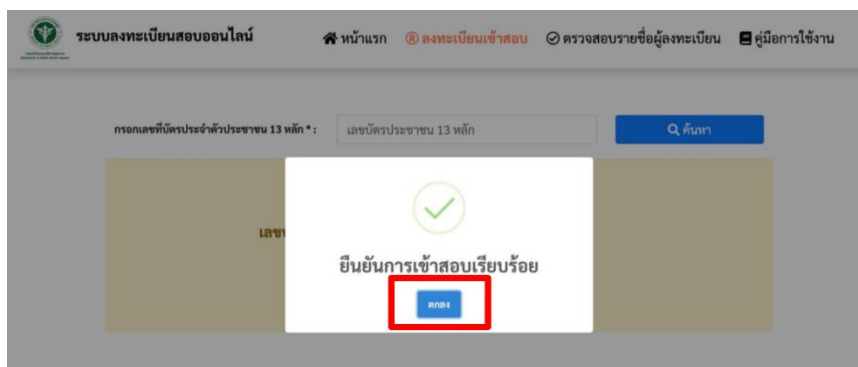 ระบบลงทะเบียนสอบออนไลน์ หน้าแรก ® ลงทะเบียนเข้าสอบ ตรวจสอบรายชื่อผู้ลงทะเบียน คู่มือการใช้งาน
กรอกเลขที่บัตรประจำตัวประชาชน 13 หลัก * : เลขบัตรประชาชน 13 หลัก ค้นหา
ยืนยันการเข้าสอบเรียบร้อย
ตกลง